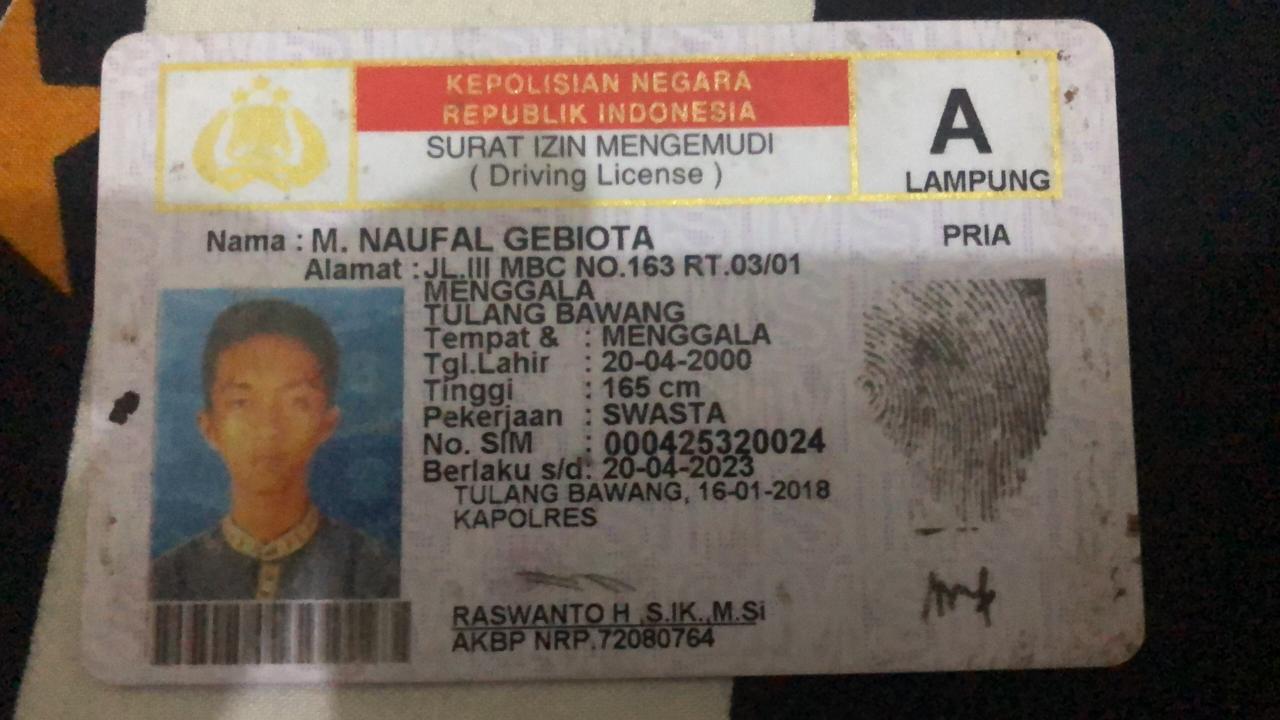 KEPOLISIAN NEGARA
REPUBLIK INDONESIA
SURAT IZIN MENGEMUDI
( Driving License )
A
LAMPUNG
Nama : M. NAUFAL GEBIOTA
PRIA
Alamat : JL.III MBC NO.163 RT.03/01
MENGGALA
TULANG BAWANG
Tempat & : MENGGALA
Tgl.Lahir : 20-04-2000
Tinggi : 165 cm
Pekerjaan : SWASTA
No. SIM : 000425320024
Berlaku s/d: 20-04-2023
TULANG BAWANG, 16-01-2018
KAPOLRES
RASWANTO H ,S.IK.,M.Si
AKBP NRP.72080764